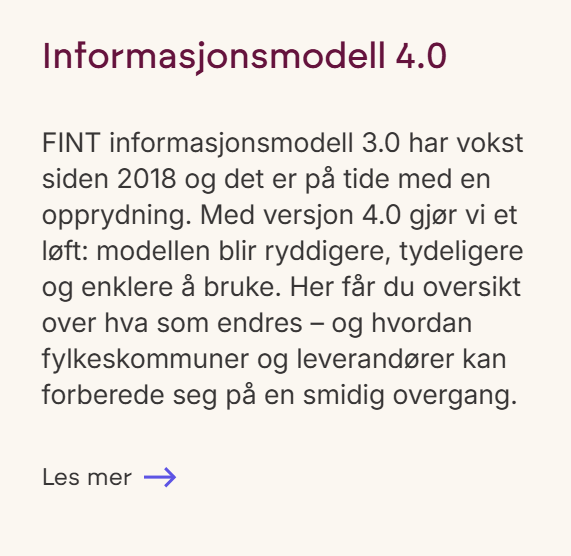 Informasjonsmodell 4.0
FINT informasjonsmodell 3.0 har vokst
siden 2018 og det er på tide med en
opprydning. Med versjon 4.0 gjør vi et
løft: modellen blir ryddigere, tydeligere
og enklere å bruke. Her får du oversikt
over hva som endres – og hvordan
fylkeskommuner og leverandører kan
forberede seg på en smidig overgang.
Les mer →